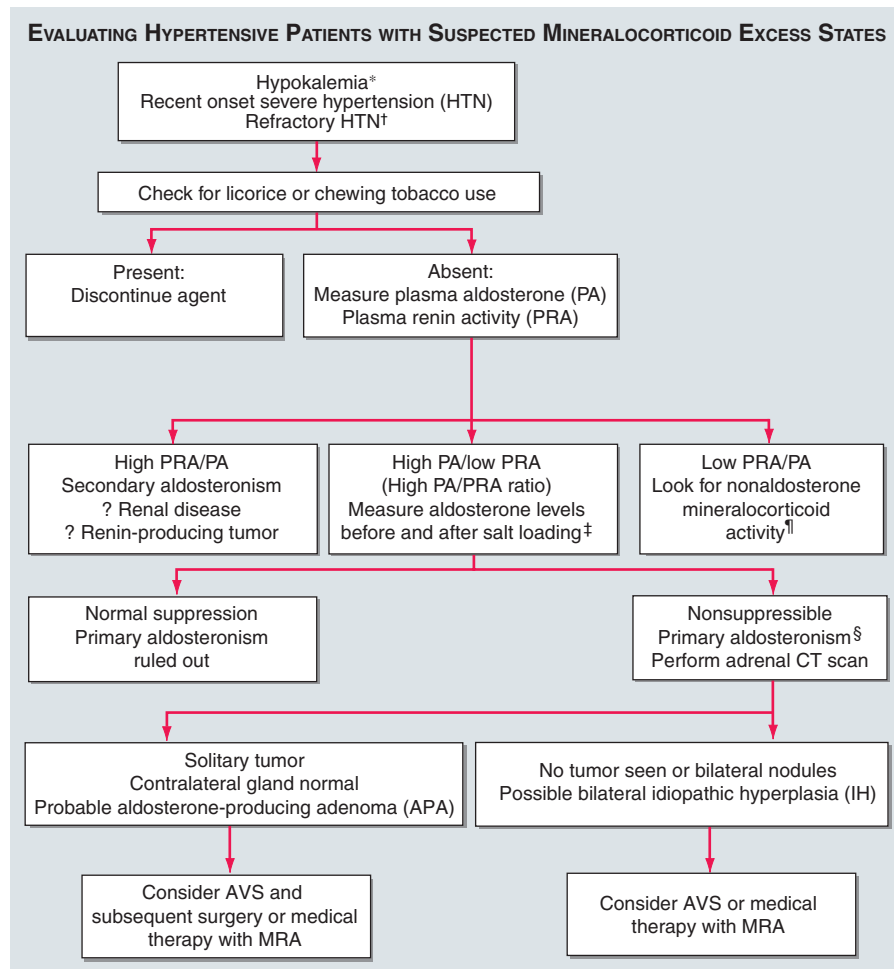 Evaluating Hypertensive Patients with Suspected Mineralocorticoid Excess States
Hypokalemia*
Recent onset severe hypertension (HTN)
Refractory HTN†
Check for licorice or chewing tobacco use
Present:
Discontinue agent
Absent:
Measure plasma aldosterone (PA)
Plasma renin activity (PRA)
High PRA/PA
Secondary aldosteronism
? Renal disease
? Renin-producing tumor
High PA/low PRA
(High PA/PRA ratio)
Measure aldosterone levels
before and after salt loading‡
Low PRA/PA
Look for nonaldosterone
mineralocorticoid
activity¶
Normal suppression
Primary aldosteronism
ruled out
Nonsuppressible
Primary aldosteronism§
Perform adrenal CT scan
Solitary tumor
Contralateral gland normal
Probable aldosterone-producing adenoma (APA)
No tumor seen or bilateral nodules
Possible bilateral idiopathic hyperplasia (IH)
Consider AVS and
subsequent surgery or medical
therapy with MRA
Consider AVS or medical
therapy with MRA